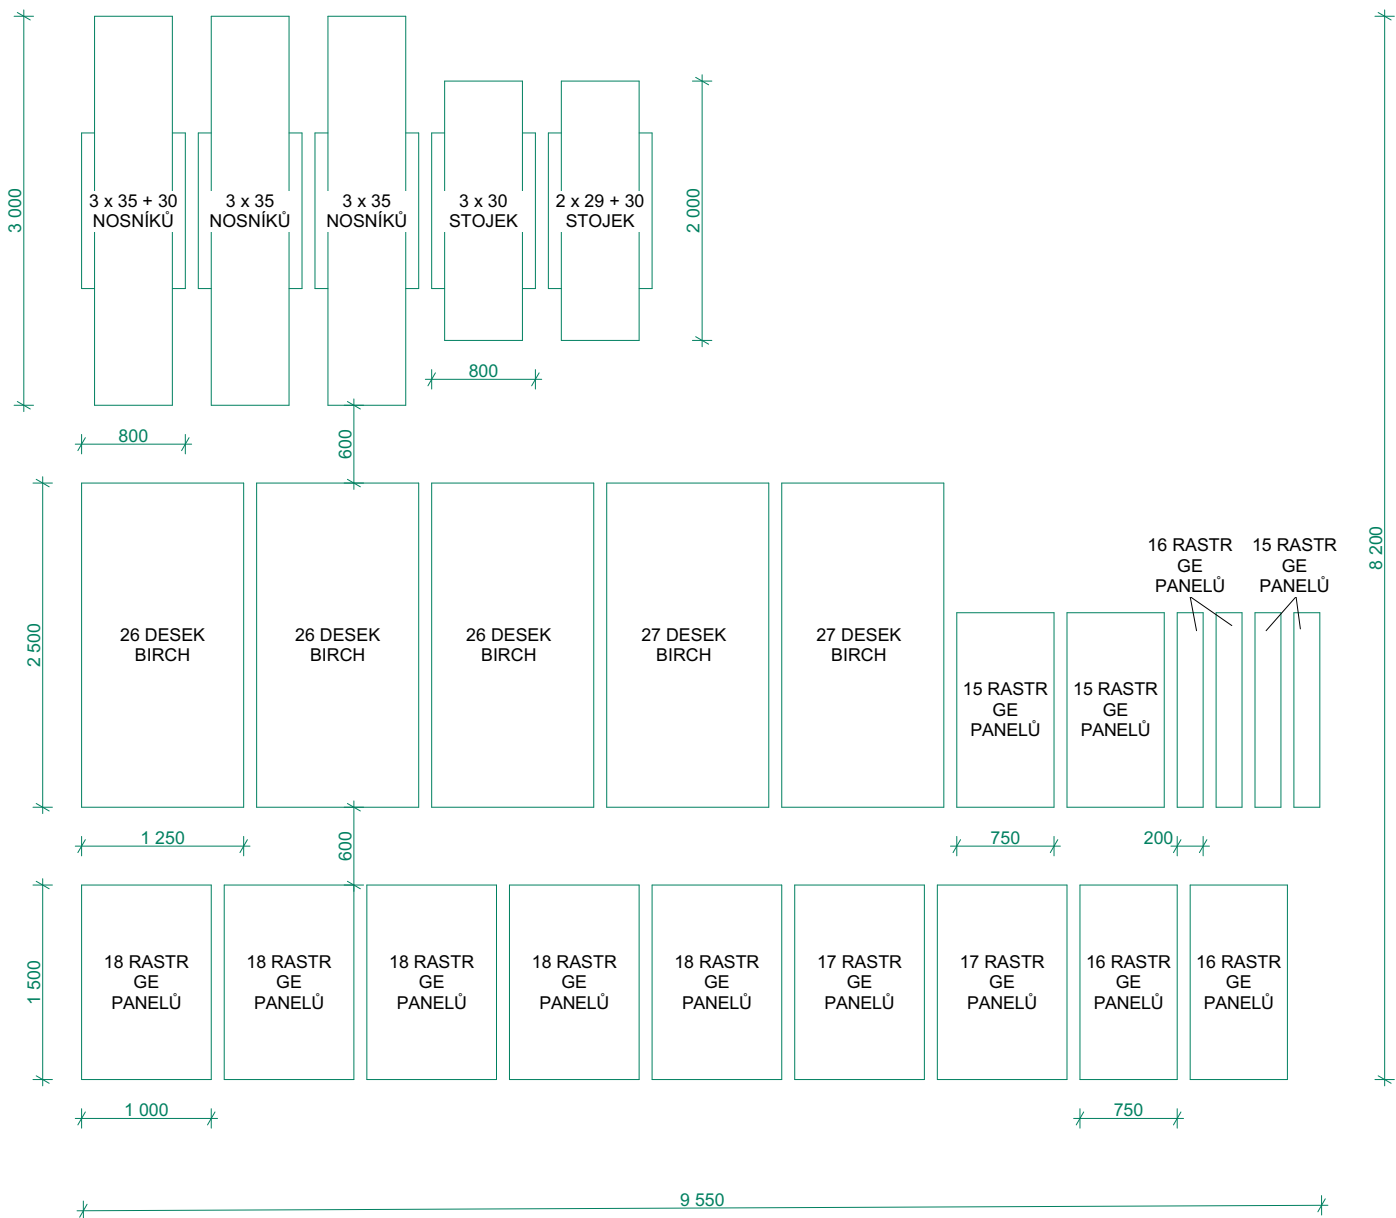 3 000
3 x 35 + 30
NOSNÍKŮ
3 x 35
NOSNÍKŮ
3 x 35
NOSNÍKŮ
3 x 30
STOJEK
2 x 29 + 30
STOJEK
2 000
800
800
600
8 200
2 500
26 DESEK
BIRCH
26 DESEK
BIRCH
26 DESEK
BIRCH
27 DESEK
BIRCH
27 DESEK
BIRCH
15 RASTR
GE
PANELŮ
15 RASTR
GE
PANELŮ
16 RASTR
GE
PANELŮ
15 RASTR
GE
PANELŮ
1 250
600
750
200
1 500
18 RASTR
GE
PANELŮ
18 RASTR
GE
PANELŮ
18 RASTR
GE
PANELŮ
18 RASTR
GE
PANELŮ
18 RASTR
GE
PANELŮ
17 RASTR
GE
PANELŮ
17 RASTR
GE
PANELŮ
16 RASTR
GE
PANELŮ
16 RASTR
GE
PANELŮ
1 000
750
9 550